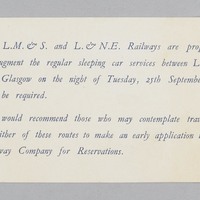 L.M. & S. and L. & N.E. Railways are
augment the regular sleeping car services between
Glasgow on the night of Tuesday, 25th
be required.
would recommend those who may contemplate
either of these routes to make an early application
Company for Reservations.